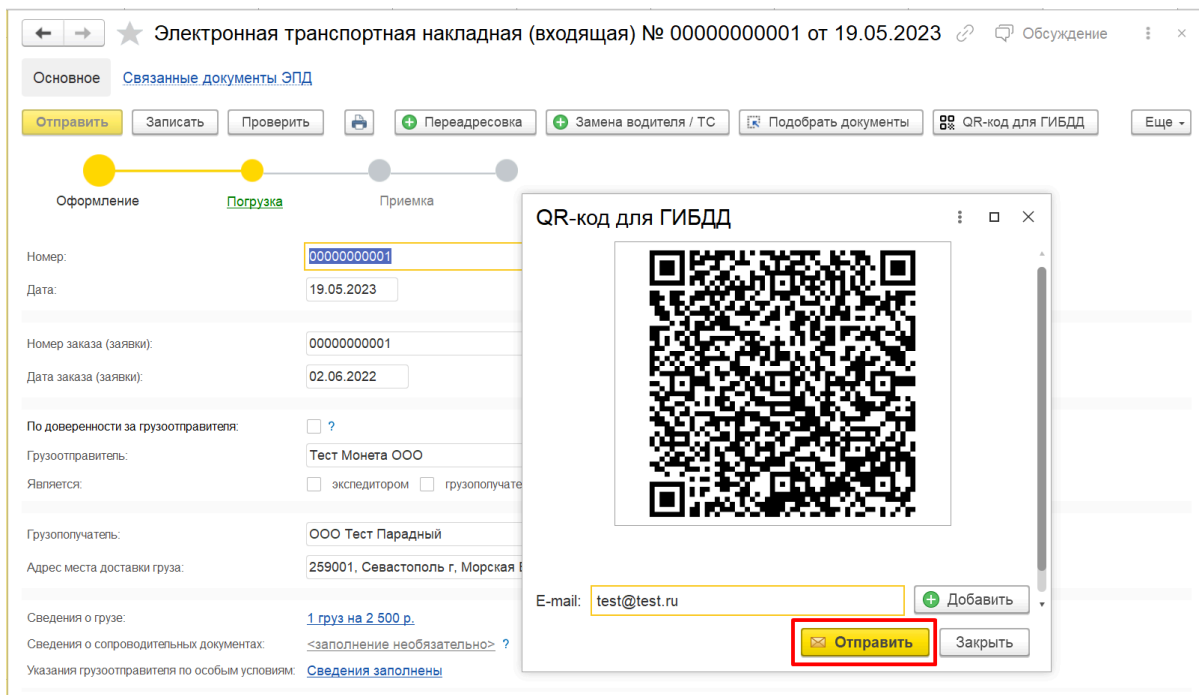 Электронная транспортная накладная (входящая) № 00000000001 от 19.05.2023 Обсуждение
Основное Связанные документы ЭПД
Отправить Записать Проверить Переадресовка Замена водителя / ТС Подобрать документы QR-код для ГИБДД Еще
Оформление Погрузка Приемка
QR-код для ГИБДД
Номер: 00000000001
Дата: 19.05.2023
Номер заказа (заявки): 00000000001
Дата заказа (заявки): 02.06.2022
По доверенности за грузоотправителя: ?
Грузоотправитель: Тест Монета ООО
Является: экспедитором грузополучате
Грузополучатель: ООО Тест Парадный
Адрес места доставки груза: 259001, Севастополь г, Морская
E-mail: test@test.ru Добавить
Сведения о грузе: 1 груз на 2 500 р.
Сведения о сопроводительных документах: <заполнение необязательно> ?
Отправить Закрыть
Указания грузоотправителя по особым условиям: Сведения заполнены